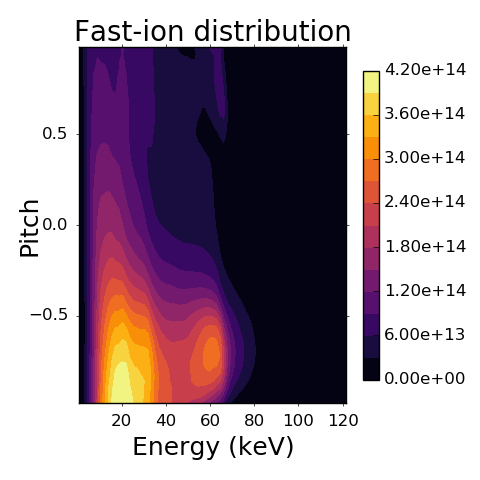 Fast-ion distribution
Pitch
0.5
0.0
−0.5
20 40 60 80 100 120
Energy (keV)
4.20e+14
3.60e+14
3.00e+14
2.40e+14
1.80e+14
1.20e+14
6.00e+13
0.00e+00